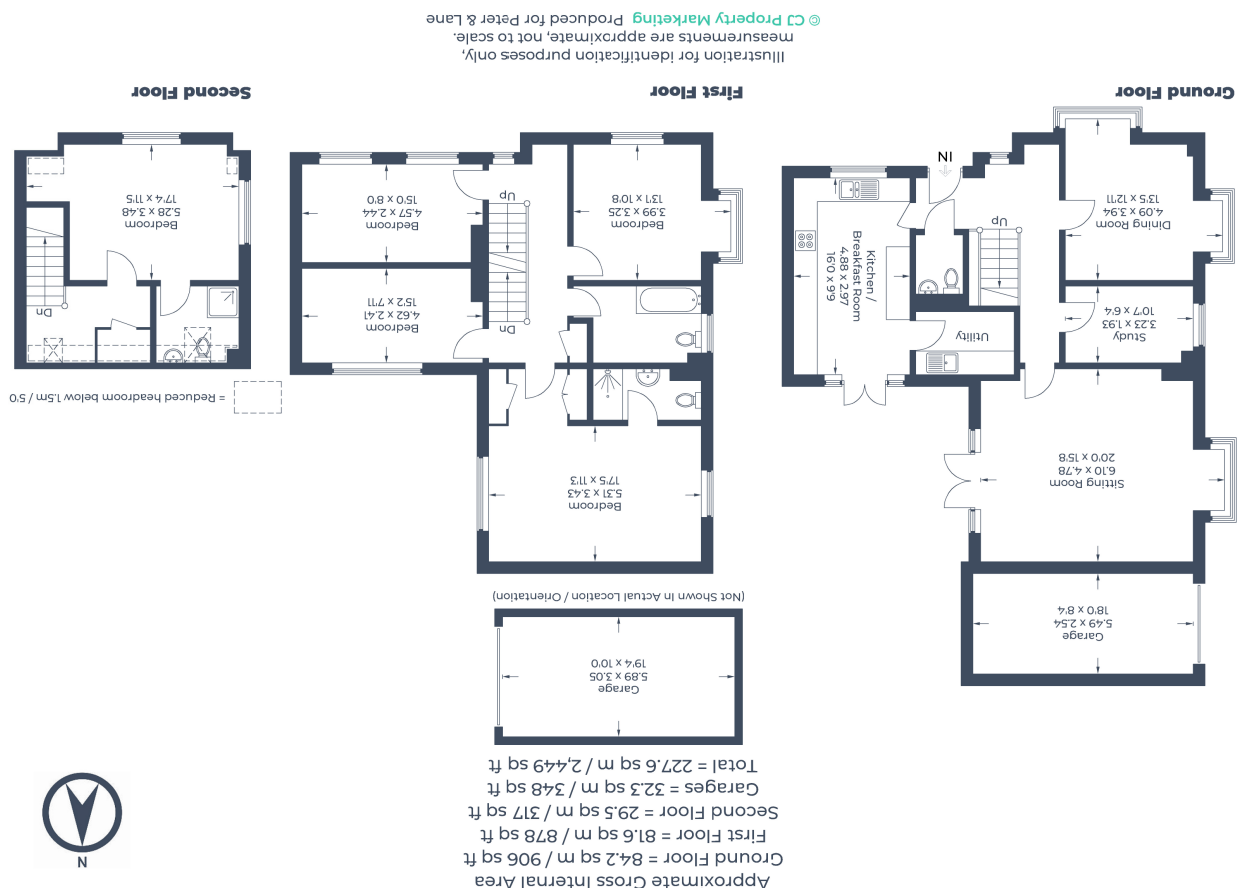 Approximate Gross Internal Area
Ground Floor = 84.2 sq m / 906 sq ft
First Floor = 81.6 sq m / 878 sq ft
Second Floor = 29.5 sq m / 317 sq ft
Garages = 32.3 sq m / 348 sq ft
Total = 227.6 sq m / 2,449 sq ft
N
Garage
5.89 x 3.05
19'4 x 10'0
(Not Shown In Actual Location / Orientation)
Garage
5.49 x 2.54
18'0 x 8'4
Sitting Room
6.10 x 4.78
20'0 x 15'8
Study
3.23 x 1.93
10'7 x 6'4
Utility
Dining Room
4.09 x 3.94
13'5 x 12'11
Up
Kitchen /
Breakfast Room
4.88 x 2.97
16'0 x 9'9
IN
Ground Floor
Bedroom
5.31 x 3.43
17'5 x 11'3
Dn
Bedroom
4.62 x 2.41
15'2 x 7'11
Bedroom
3.99 x 3.25
13'1 x 10'8
Up
Bedroom
4.57 x 2.44
15'0 x 8'0
First Floor
= Reduced headroom below 1.5m / 5'0
Dn
Bedroom
5.28 x 3.48
17'4 x 11'5
Second Floor
Illustration for identification purposes only,
measurements are approximate, not to scale.
© CJ Property Marketing Produced for Peter & Lane